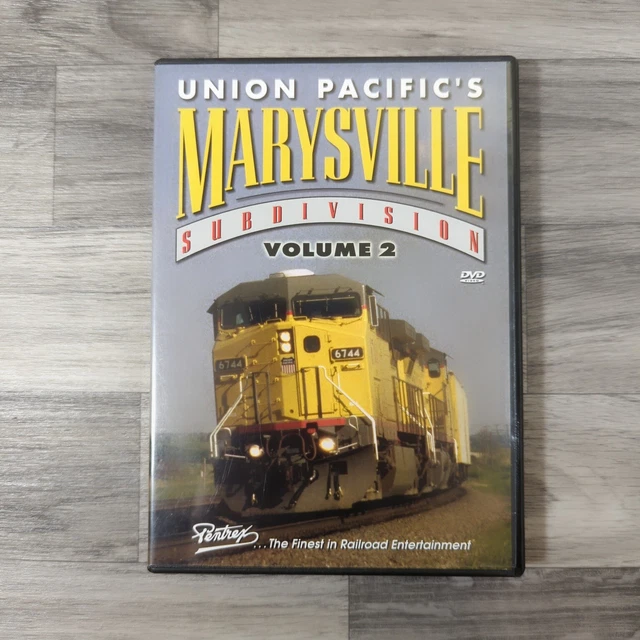 UNION PACIFIC'S
MARYSVILLE
SUBDIVISION
VOLUME 2
DVD
6744
6744
Pentrex
...The Finest in Railroad Entertainment